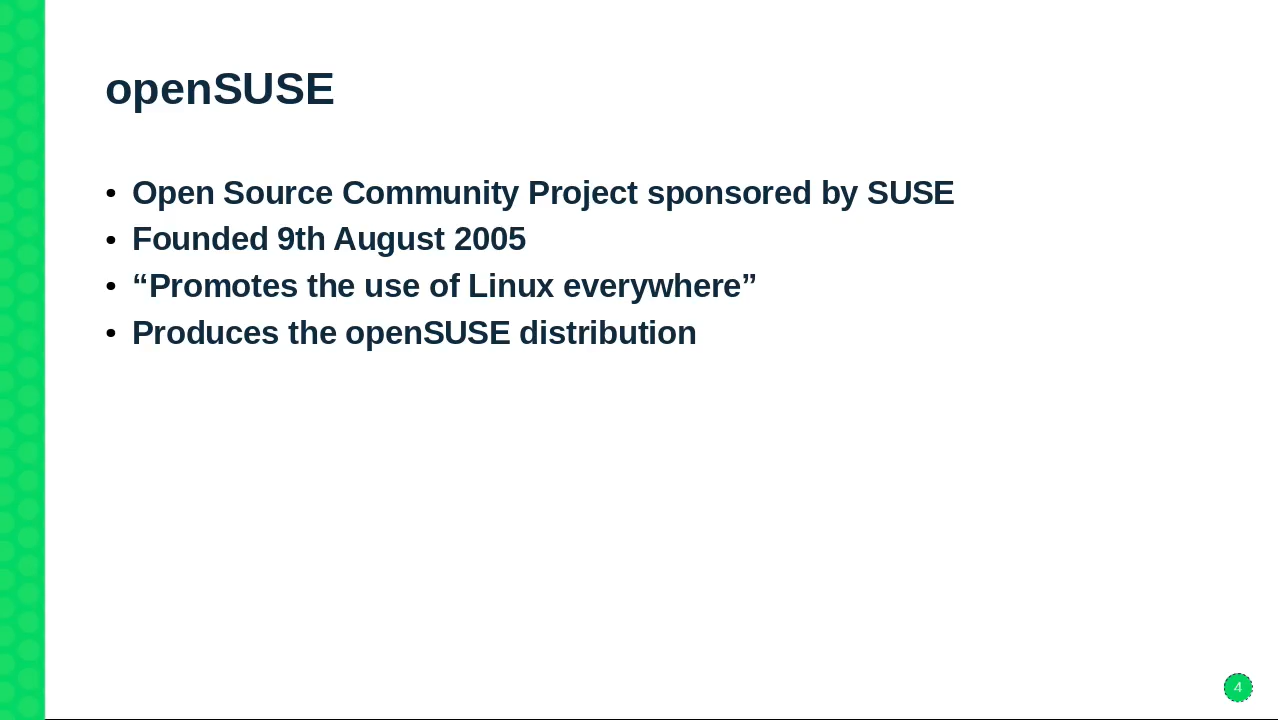 openSUSE
• Open Source Community Project sponsored by SUSE
• Founded 9th August 2005
• “Promotes the use of Linux everywhere”
• Produces the openSUSE distribution
4